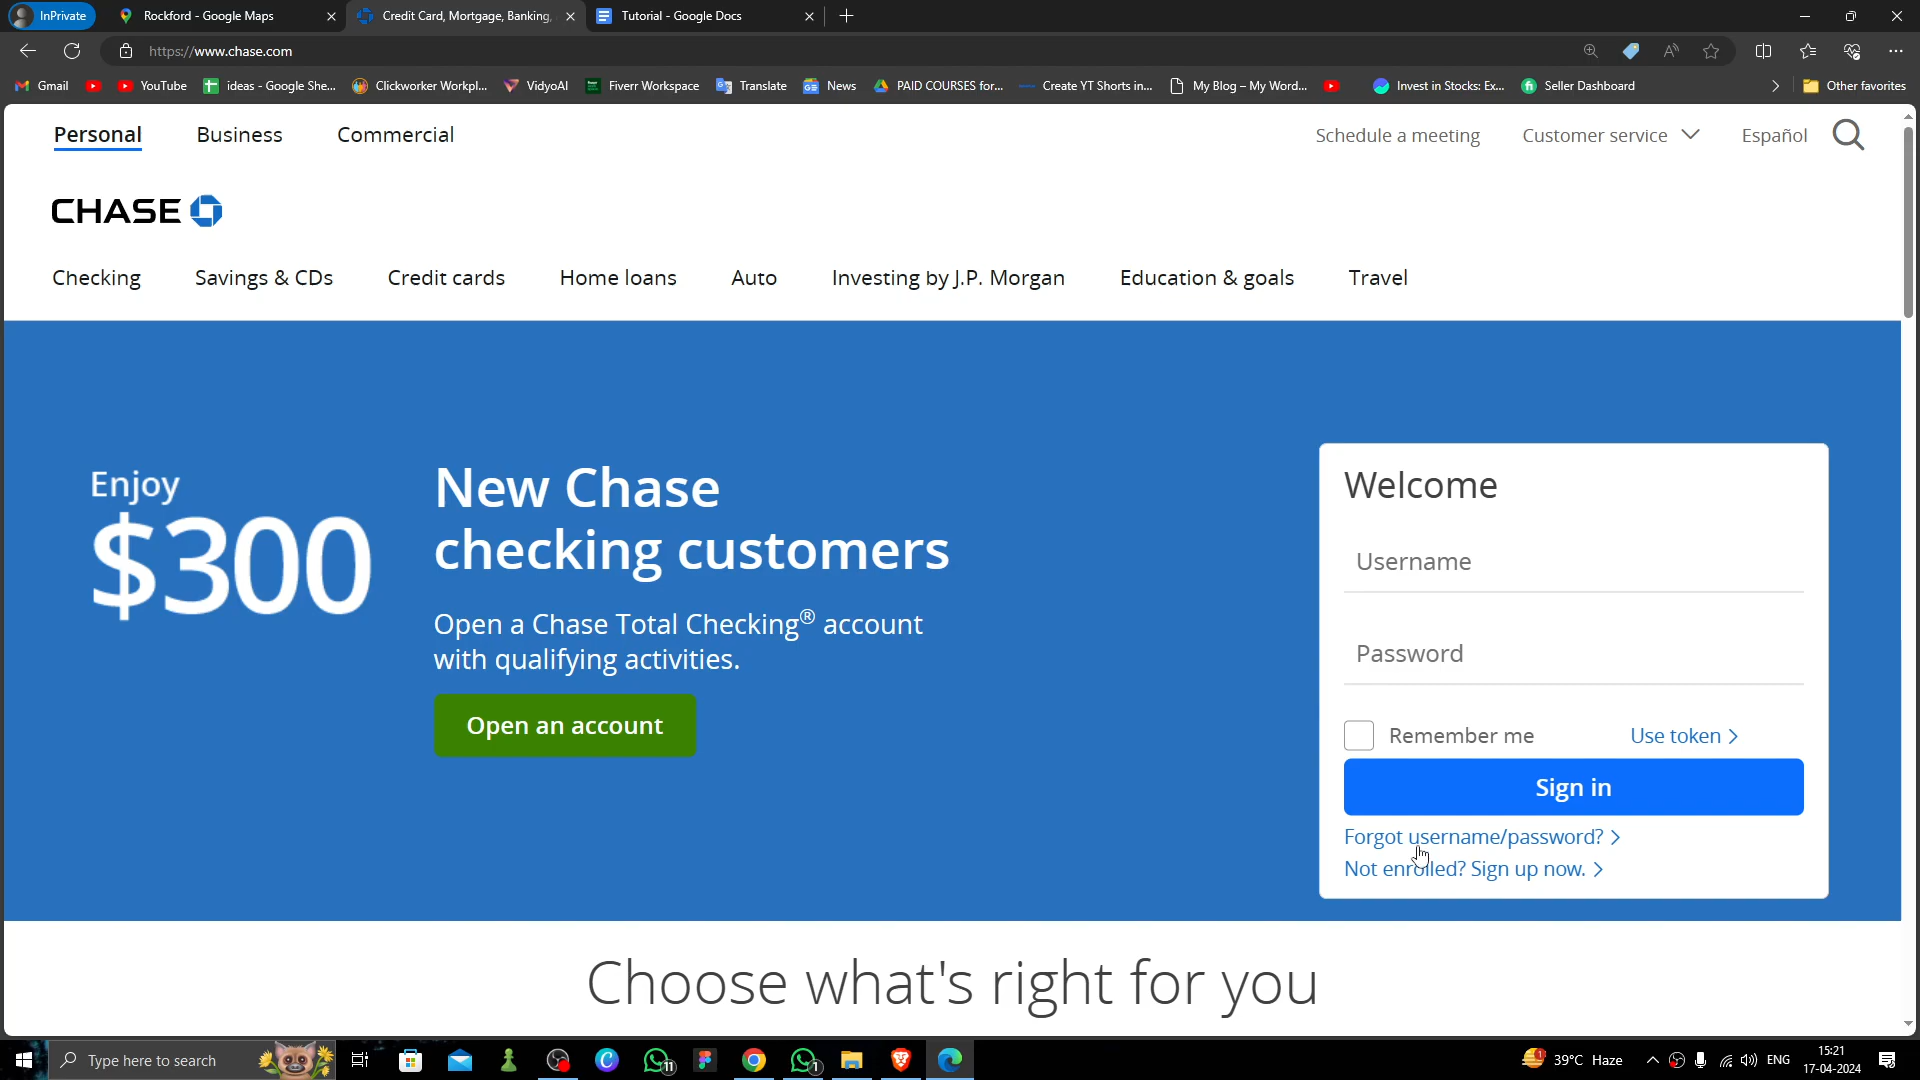 InPrivate
Rockford - Google Maps
Credit Card, Mortgage, Banking,
Tutorial - Google Docs
https://www.chase.com
Gmail
YouTube
ideas - Google She...
Clickworker Workpl...
VidyoAI
Fiverr Workspace
Translate
News
PAID COURSES for...
Create YT Shorts in...
My Blog – My Word...
Invest in Stocks: Ex...
Seller Dashboard
Other favorites
Personal
Business
Commercial
Schedule a meeting
Customer service
Español
CHASE
Checking
Savings & CDs
Credit cards
Home loans
Auto
Investing by J.P. Morgan
Education & goals
Travel
Enjoy
$300
New Chase
checking customers
Open a Chase Total Checking® account
with qualifying activities.
Open an account
Welcome
Username
Password
Remember me
Use token
Sign in
Forgot username/password?
Not enrolled? Sign up now.
Choose what's right for you
Type here to search
11
1
1
39°C Haze
ENG
15:21
17-04-2024